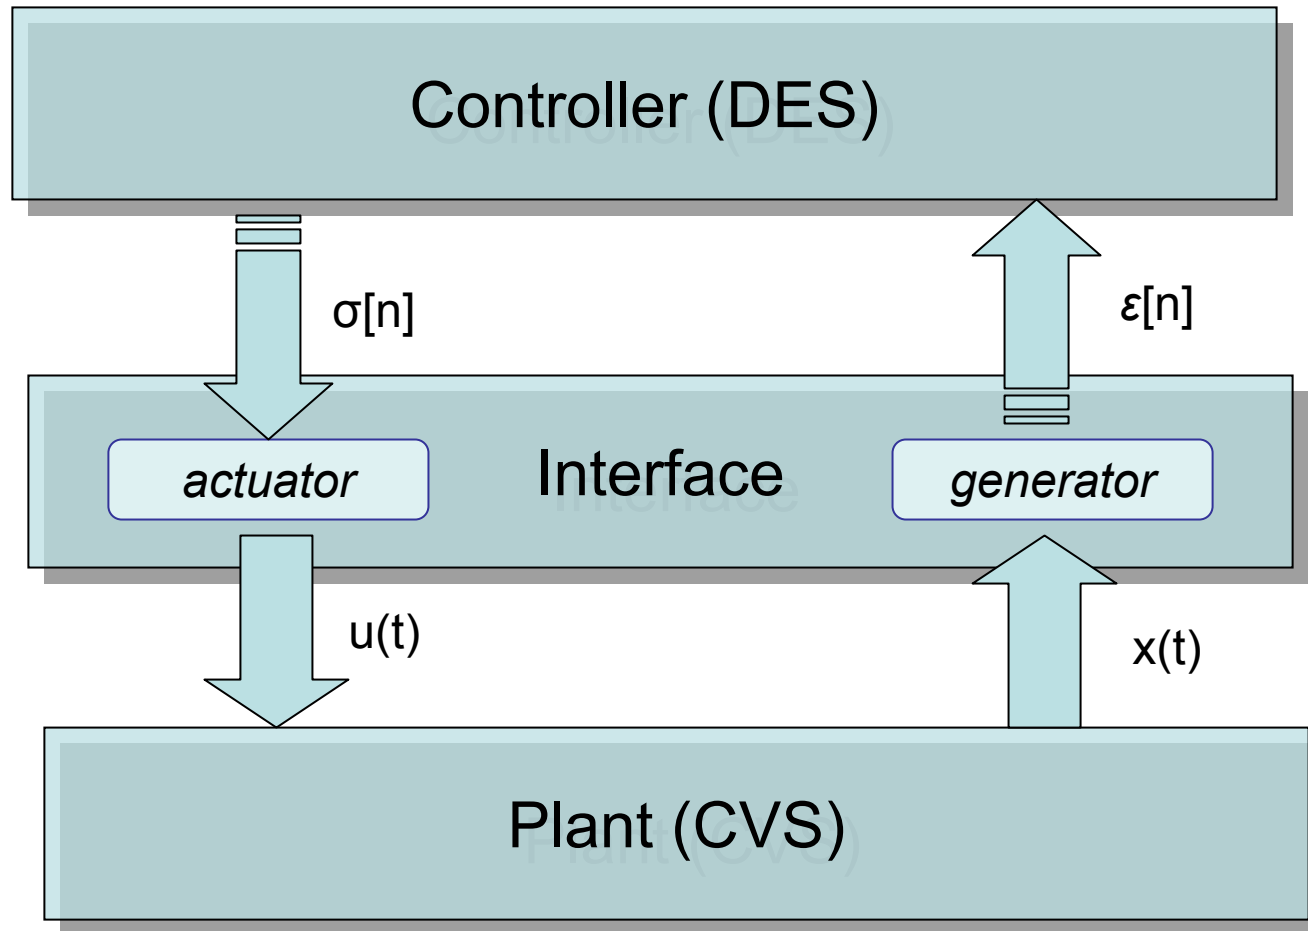 Controller (DES)
σ[n]
ε[n]
actuator
Interface
generator
u(t)
x(t)
Plant (CVS)